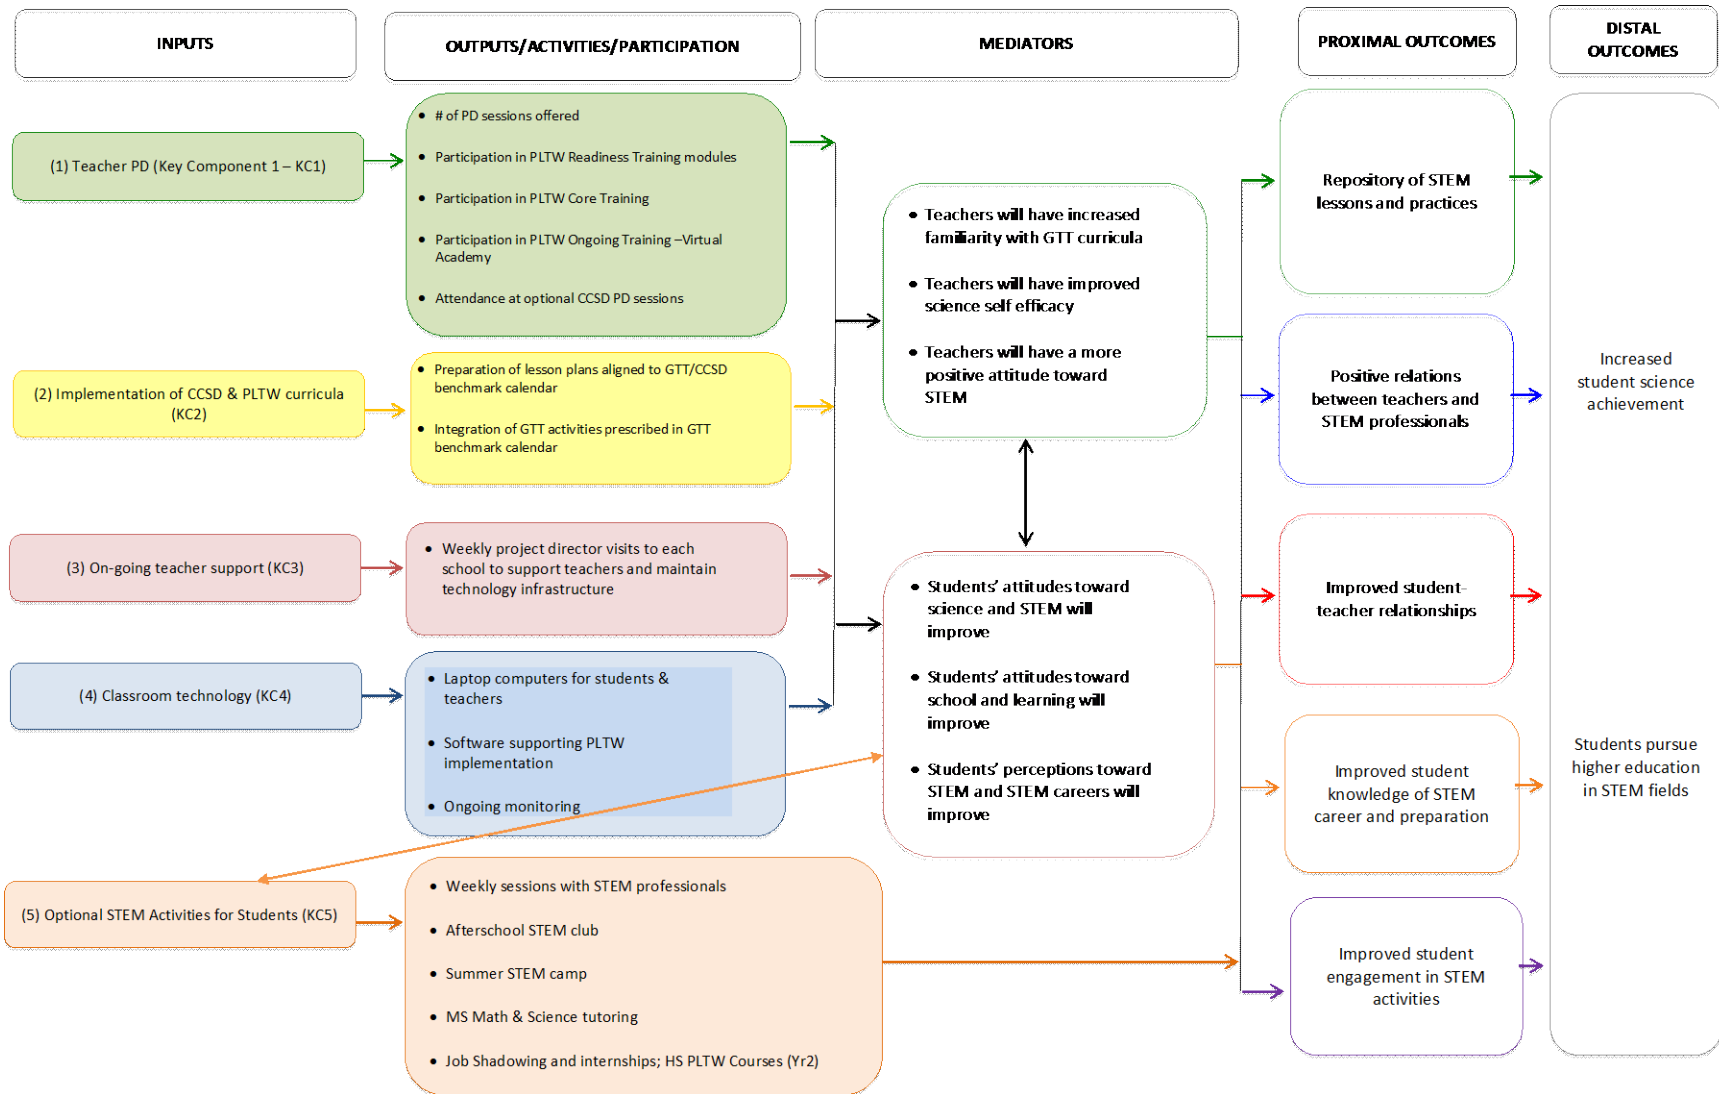 INPUTS
OUTPUTS/ACTIVITIES/PARTICIPATION
MEDIATORS
PROXIMAL OUTCOMES
DISTAL
OUTCOMES
(1) Teacher PD (Key Component 1 – KC1)
• # of PD sessions offered
• Participation in PLTW Readiness Training modules
• Participation in PLTW Core Training
• Participation in PLTW Ongoing Training –Virtual
Academy
• Attendance at optional CCSD PD sessions
(2) Implementation of CCSD & PLTW curricula
(KC2)
• Preparation of lesson plans aligned to GTT/CCSD
benchmark calendar
• Integration of GTT activities prescribed in GTT
benchmark calendar
(3) On-going teacher support (KC3)
• Weekly project director visits to each
school to support teachers and maintain
technology infrastructure
(4) Classroom technology (KC4)
• Laptop computers for students &
teachers
• Software supporting PLTW
implementation
• Ongoing monitoring
(5) Optional STEM Activities for Students (KC5)
• Weekly sessions with STEM professionals
• Afterschool STEM club
• Summer STEM camp
• MS Math & Science tutoring
• Job Shadowing and internships; HS PLTW Courses (Yr2)
• Teachers will have increased
familiarity with GTT curricula
• Teachers will have improved
science self efficacy
• Teachers will have a more
positive attitude toward
STEM
• Students’ attitudes toward
science and STEM will
improve
• Students’ attitudes toward
school and learning will
improve
• Students’ perceptions toward
STEM and STEM careers will
improve
Repository of STEM
lessons and practices
Positive relations
between teachers and
STEM professionals
Improved student-
teacher relationships
Improved student
knowledge of STEM
career and preparation
Improved student
engagement in STEM
activities
Increased
student science
achievement
Students pursue
higher education
in STEM fields